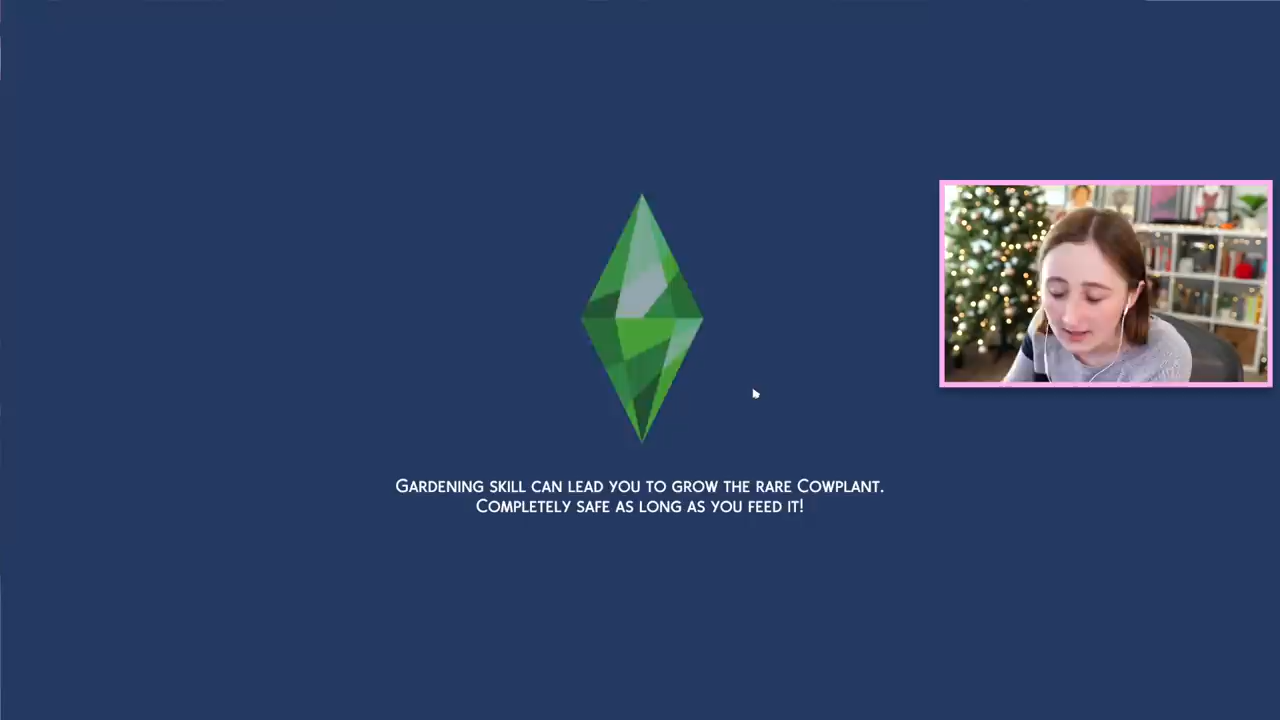 Gardening skill can lead you to grow the rare Cowplant.
Completely safe as long as you feed it!